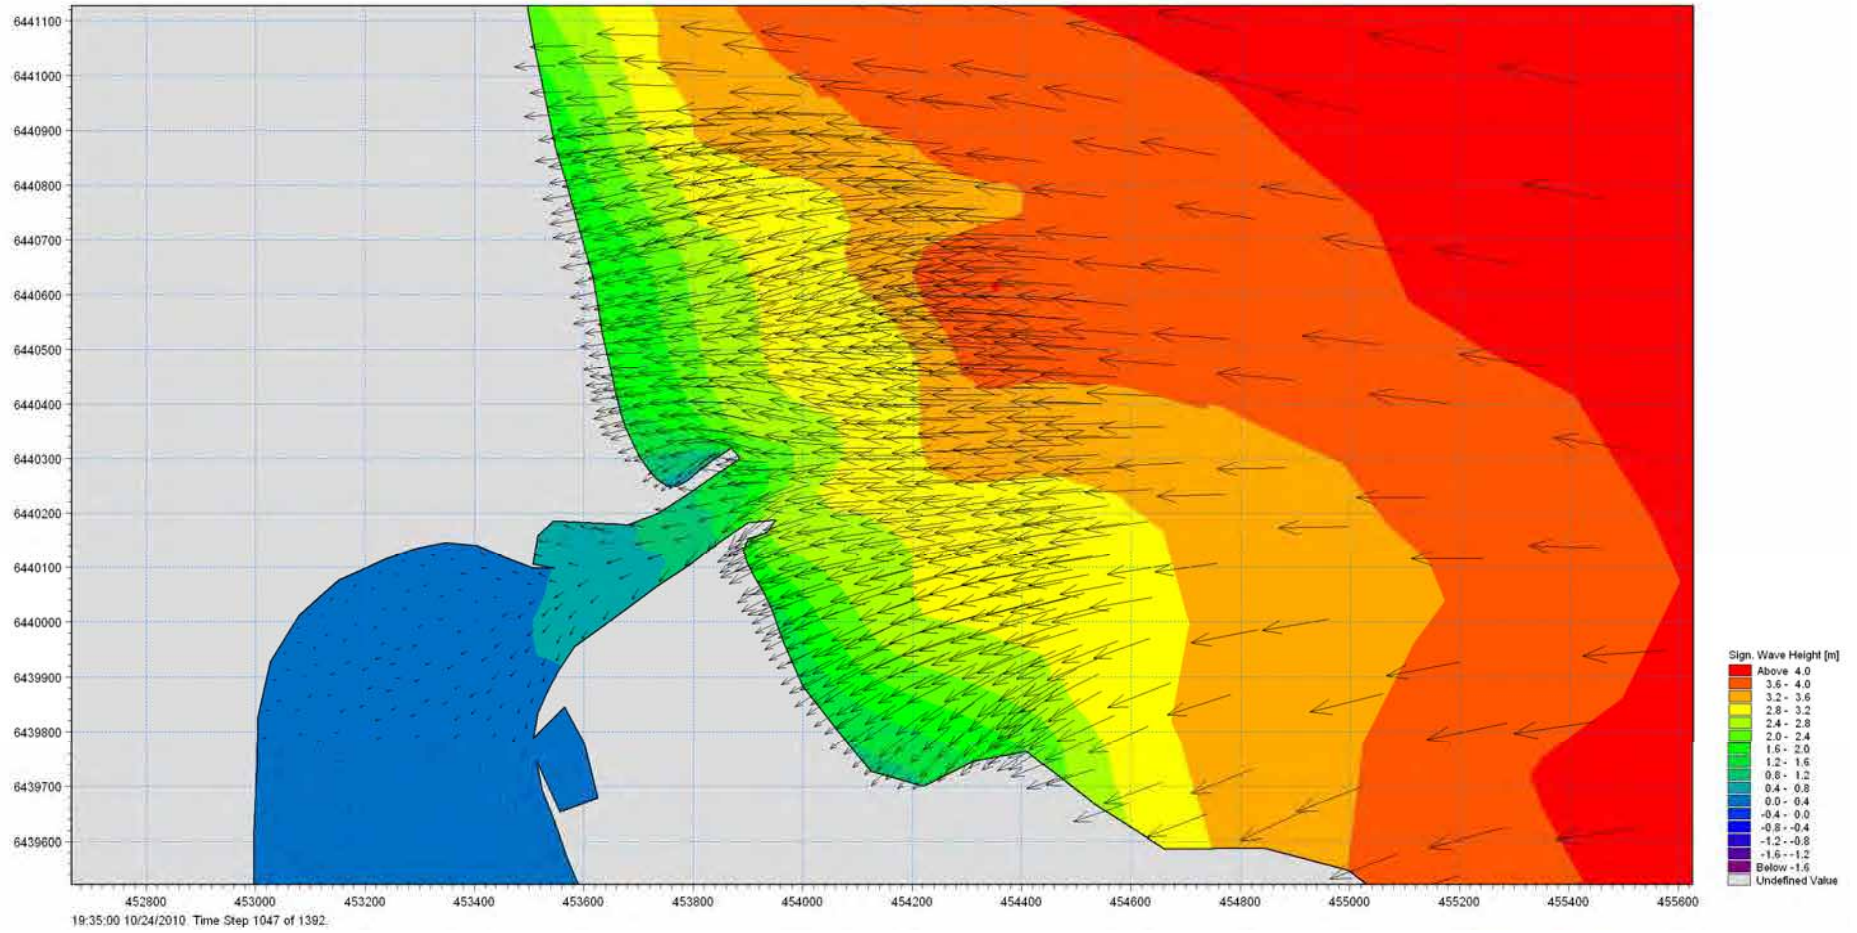 6441100
6441000
6440900
6440800
6440700
6440600
6440500
6440400
6440300
6440200
6440100
6440000
6439900
6439800
6439700
6439600
452800 453000 453200 453400 453600 453800 454000 454200 454400 454600 454800 455000 455200 455400 455600
19:35:00 10/24/2010 Time Step 1047 of 1392.
Sign. Wave Height [m]
Above 4.0
3.6 - 4.0
3.2 - 3.6
2.8 - 3.2
2.4 - 2.8
2.0 - 2.4
1.6 - 2.0
1.2 - 1.6
0.8 - 1.2
0.4 - 0.8
0.0 - 0.4
-0.4 - 0.0
-0.8 - -0.4
-1.2 - -0.8
-1.6 - -1.2
Below -1.6
Undefined Value